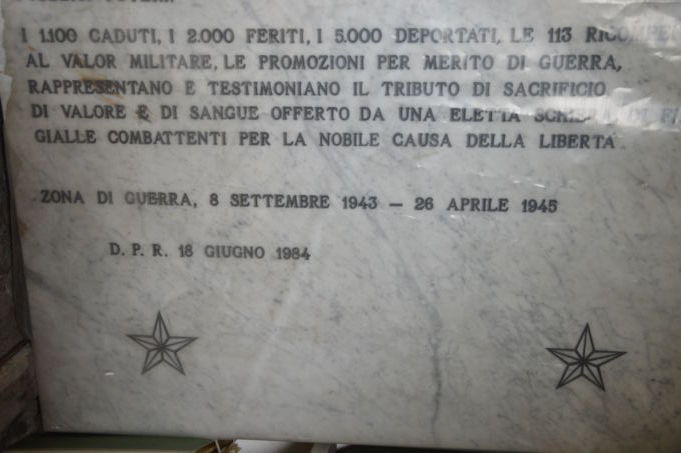 I 1.100 CADUTI, I 2.000 FERITI, I 5.000 DEPORTATI, LE 113
AL VALOR MILITARE, LE PROMOZIONI PER MERITO DI GUERRA,
RAPPRESENTANO E TESTIMONIANO IL TRIBUTO DI SACRIFICIO
DI VALORE E DI SANGUE OFFERTO DA UNA ELETTA
GIALLE COMBATTENTI PER LA NOBILE CAUSA DELLA LIBERTA'.
ZONA DI GUERRA, 8 SETTEMBRE 1943 – 26 APRILE 1945
D. P. R. 18 GIUGNO 1984